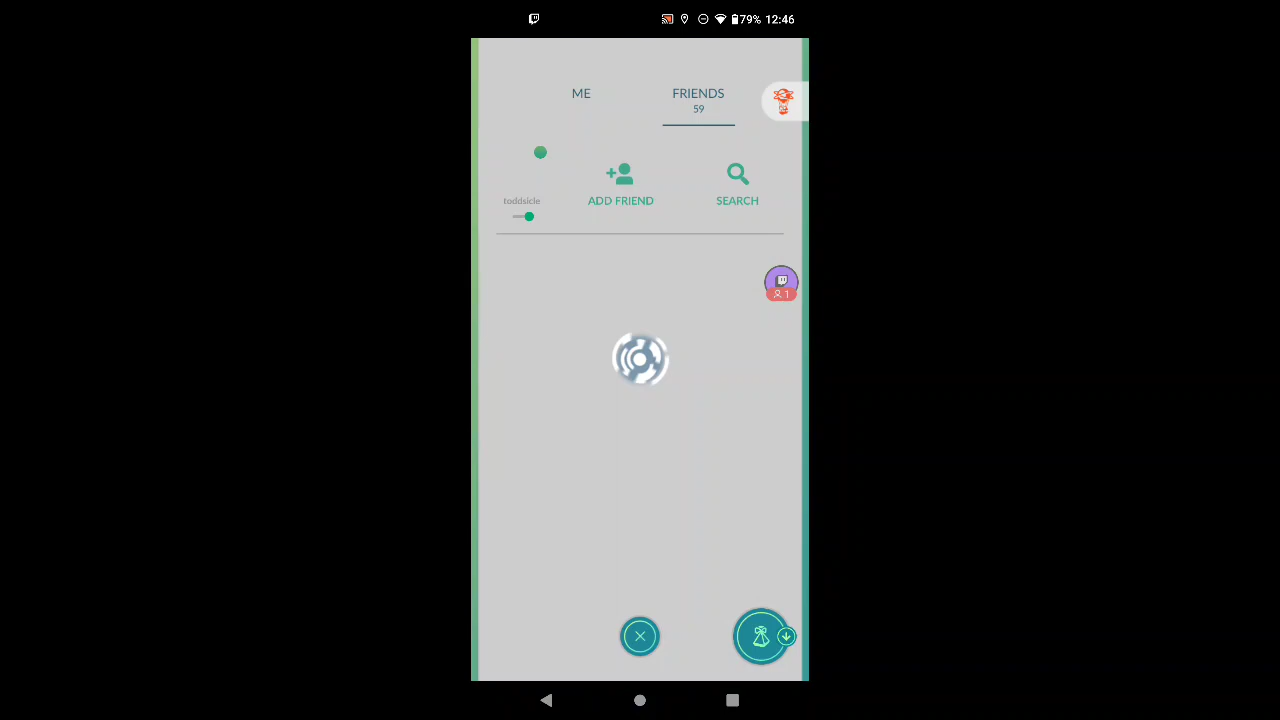 79% 12:46
ME
FRIENDS
59
toddsicle
ADD FRIEND
SEARCH
1